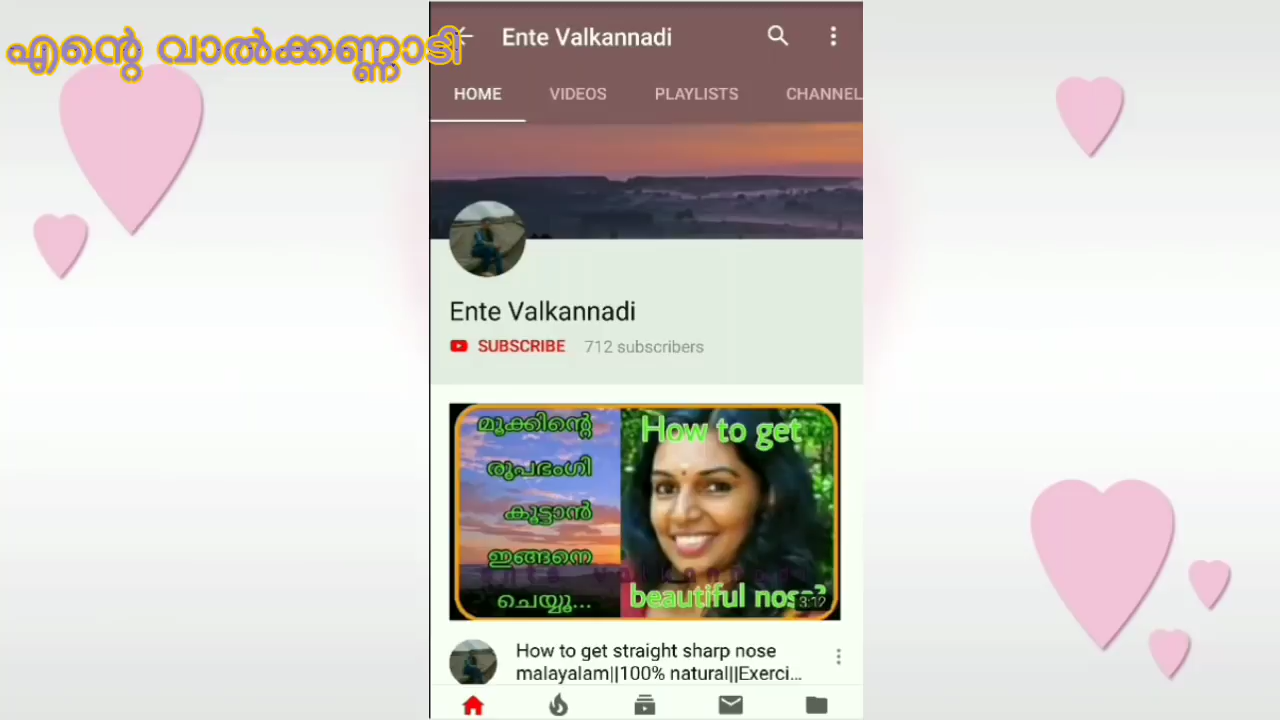 എന്റെ വാൽക്കണ്ണാടി
Ente Valkannadi
HOME VIDEOS PLAYLISTS CHANNEL
Ente Valkannadi
SUBSCRIBE 712 subscribers
മൂക്കിന്റെ
രൂപഭംഗി
കൂട്ടാൻ
ഇങ്ങനെ
ചെയ്യൂ...
How to get
beautiful nose?
3:12
How to get straight sharp nose
malayalam||100% natural||Exerci...